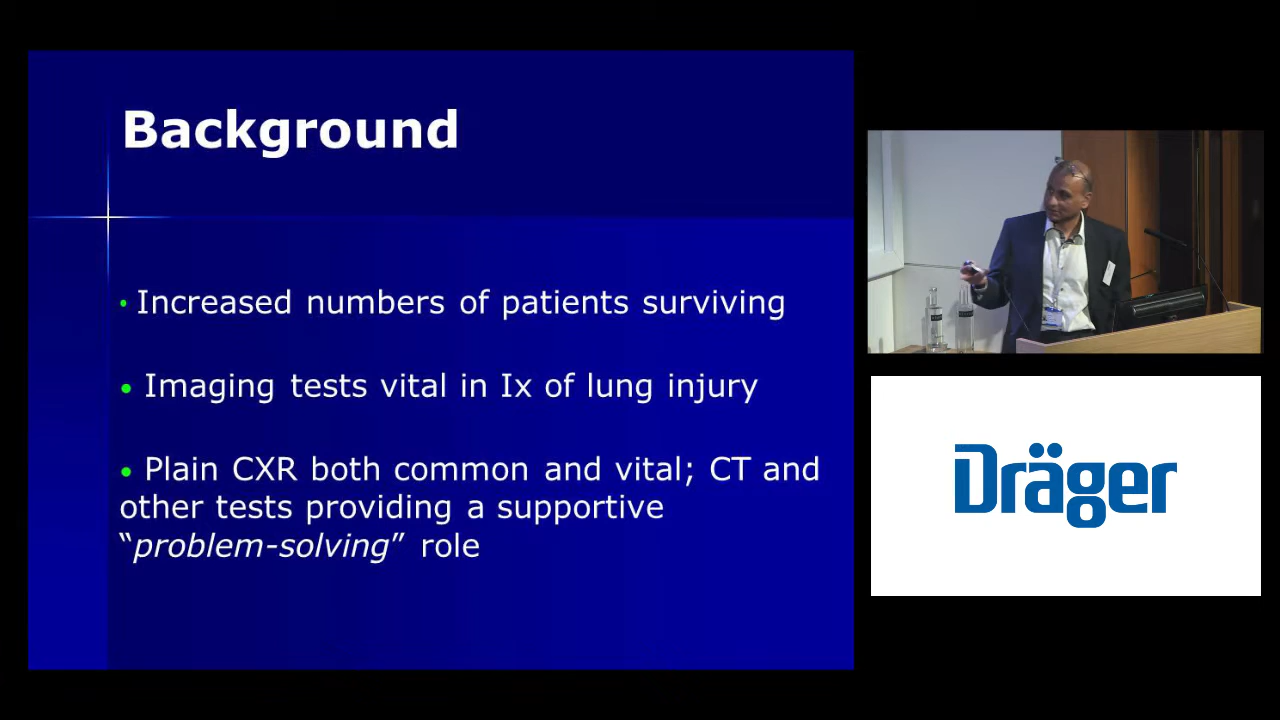 Background
• Increased numbers of patients surviving
• Imaging tests vital in Ix of lung injury
• Plain CXR both common and vital; CT and
other tests providing a supportive
“problem-solving” role
Dräger